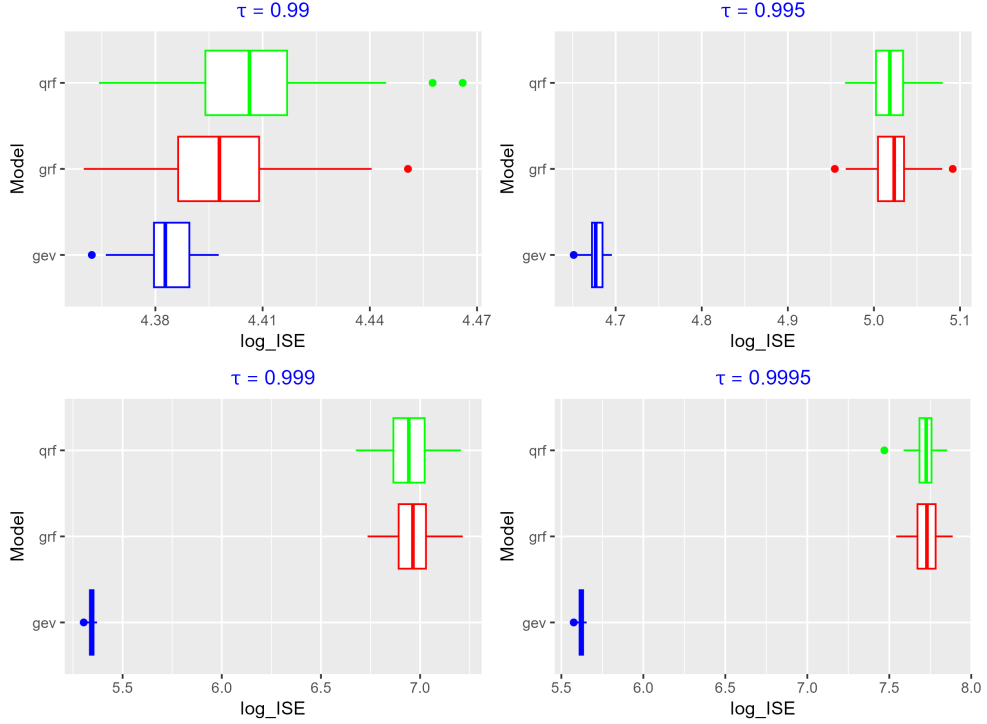 τ = 0.99
qrf
grf
gev
Model
4.38 4.41 4.44 4.47
log_ISE
τ = 0.995
qrf
grf
gev
Model
4.7 4.8 4.9 5.0 5.1
log_ISE
τ = 0.999
qrf
grf
gev
Model
5.5 6.0 6.5 7.0
log_ISE
τ = 0.9995
qrf
grf
gev
Model
5.5 6.0 6.5 7.0 7.5 8.0
log_ISE